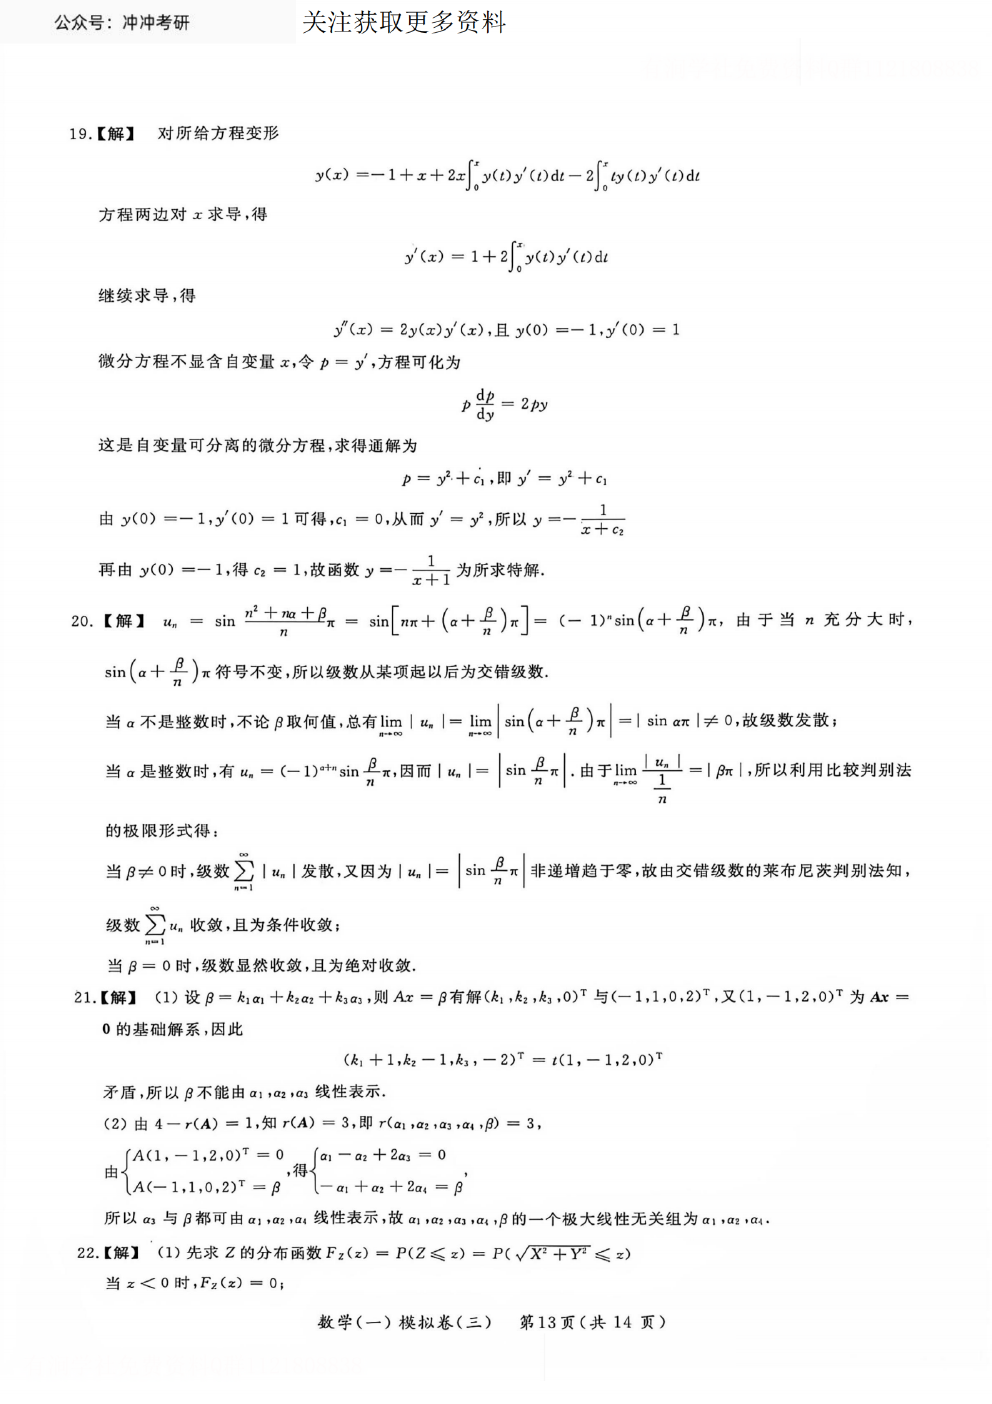 公众号：冲冲考研 关注获取更多资料
19.【解】 对所给方程变形
y(x) =-1+x+2x∫₀ˣy(t)y′(t)dt-2∫₀ˣty(t)y′(t)dt
方程两边对 x 求导,得
y′(x) = 1+2∫₀ˣy(t)y′(t)dt
继续求导,得
y″(x) = 2y(x)y′(x),且 y(0) =-1,y′(0) = 1
微分方程不显含自变量 x,令 p = y′,方程可化为
p dp/dy = 2py
这是自变量可分离的微分方程,求得通解为
p = y²+c₁,即 y′ = y²+c₁
由 y(0) =-1,y′(0) = 1 可得,c₁ = 0,从而 y′ = y²,所以 y =- 1/(x+c₂)
再由 y(0) =-1,得 c₂ = 1,故函数 y =- 1/(x+1) 为所求特解.
20.【解】 uₙ = sin (n²+nα+β)/n π = sin[nπ+(α+β/n)π] = (-1)ⁿsin(α+β/n)π, 由于当 n 充分大时,
sin(α+β/n)π 符号不变,所以级数从某项起以后为交错级数.
当 α 不是整数时,不论 β 取何值,总有 lim n→∞ |uₙ| = lim n→∞ |sin(α+β/n)π| = |sin απ| ≠ 0,故级数发散;
当 α 是整数时,有 uₙ = (-1)^(α+n) sin β/n π,因而 |uₙ| = |sin β/n π|.由于 lim n→∞ |uₙ|/(1/n) = |βπ|,所以利用比较判别法
的极限形式得:
当 β≠0 时,级数 ∑ₙ₌₁^∞ |uₙ| 发散,又因为 |uₙ| = |sin β/n π| 非递增趋于零,故由交错级数的莱布尼茨判别法知,
级数 ∑ₙ₌₁^∞ uₙ 收敛,且为条件收敛;
当 β = 0 时,级数显然收敛,且为绝对收敛.
21.【解】 (1) 设 β = k₁α₁+k₂α₂+k₃α₃,则 Ax = β有解(k₁,k₂,k₃,0)ᵀ 与(-1,1,0,2)ᵀ,又(1,-1,2,0)ᵀ 为 Ax =
0 的基础解系,因此
(k₁+1,k₂-1,k₃,-2)ᵀ = t(1,-1,2,0)ᵀ
矛盾,所以 β 不能由 α₁,α₂,α₃ 线性表示.
(2) 由 4-r(A) = 1,知 r(A) = 3,即 r(α₁,α₂,α₃,α₄,β) = 3,
由{A(1,-1,2,0)ᵀ = 0 ,得{α₁-α₂+2α₃ = 0 ,
A(-1,1,0,2)ᵀ = β -α₁+α₂+2α₄ = β
所以 α₃ 与 β 都可由 α₁,α₂,α₄ 线性表示,故 α₁,α₂,α₃,α₄,β 的一个极大线性无关组为 α₁,α₂,α₄.
22.【解】 (1) 先求 Z 的分布函数 F_Z(z) = P(Z ≤ z) = P(√(X²+Y²) ≤ z)
当 z < 0 时,F_Z(z) = 0;
数学(一)模拟卷(三) 第13页(共 14 页)